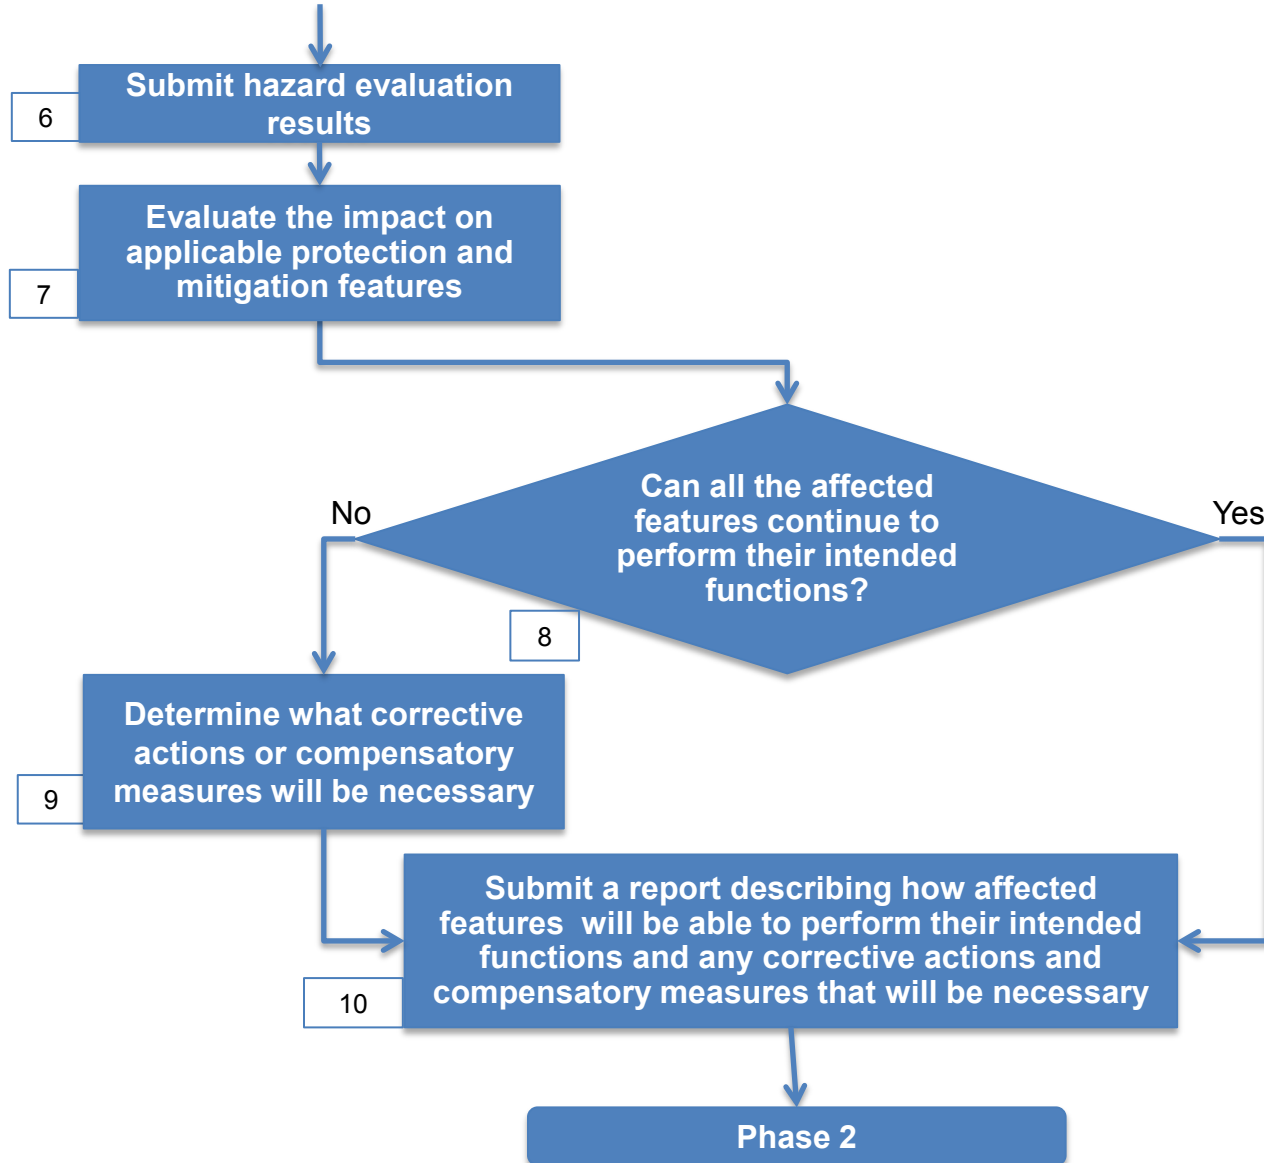 Submit hazard evaluation
results
6
Evaluate the impact on
applicable protection and
mitigation features
7
Can all the affected
features continue to
perform their intended
functions?
No
Yes
8
Determine what corrective
actions or compensatory
measures will be necessary
9
Submit a report describing how affected
features  will be able to perform their intended
functions and any corrective actions and
compensatory measures that will be necessary
10
Phase 2